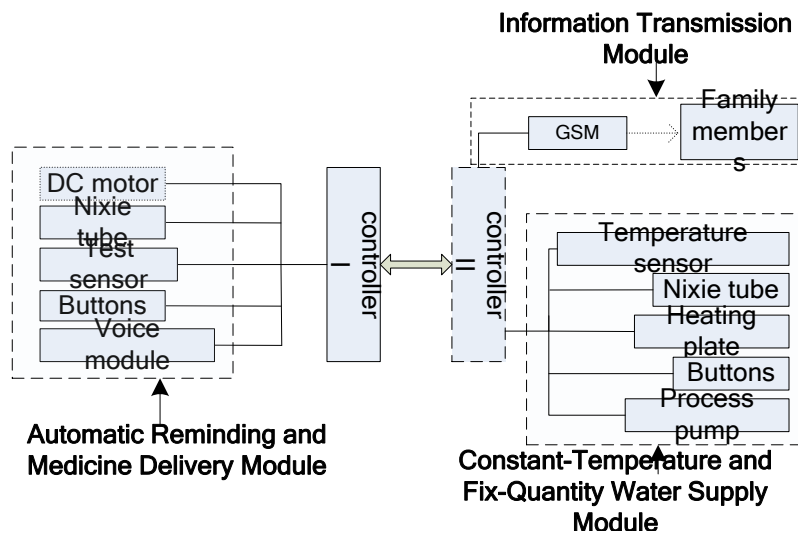 Information Transmission
Module
GSM
Family
member
s
DC motor
Nixie
tube
Test
sensor
Buttons
Voice
module
controller
I
controller
II
Temperature
sensor
Nixie tube
Heating
plate
Buttons
Process
pump
Automatic Reminding and
Medicine Delivery Module
Constant-Temperature and
Fix-Quantity Water Supply
Module